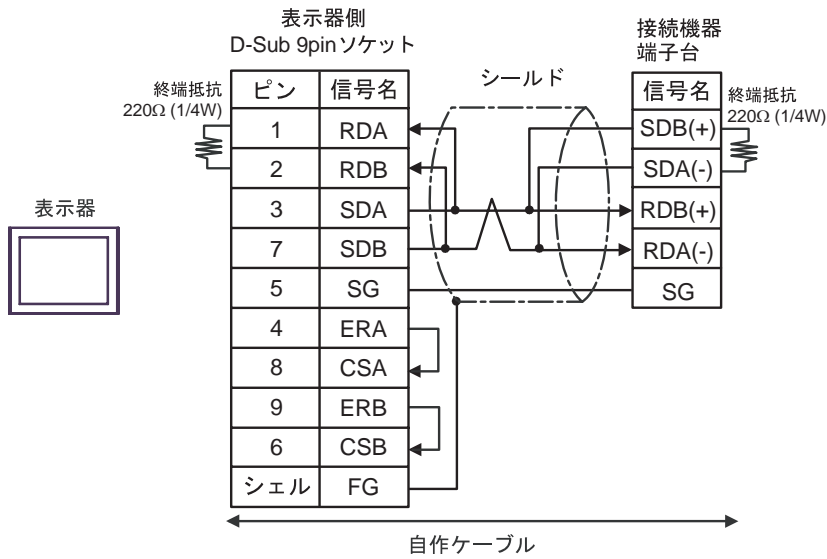 表示器側
D-Sub 9pinソケット
接続機器
端子台
シールド
終端抵抗
220Ω (1/4W)
終端抵抗
220Ω (1/4W)
表示器
ピン 信号名
1 RDA
2 RDB
3 SDA
7 SDB
5 SG
4 ERA
8 CSA
9 ERB
6 CSB
シェル FG
信号名
SDB(+)
SDA(-)
RDB(+)
RDA(-)
SG
自作ケーブル